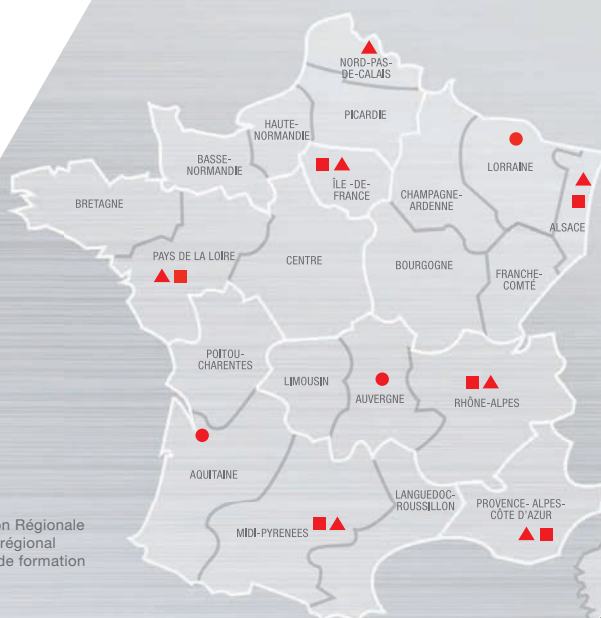 NORD-PAS-
DE-CALAIS
PICARDIE
HAUTE-
NORMANDIE
BASSE-
NORMANDIE
LORRAINE
ÎLE -DE-
FRANCE
CHAMPAGNE-
ARDENNE
BRETAGNE
ALSACE
PAYS DE LA LOIRE
CENTRE
BOURGOGNE
FRANCHE-
COMTÉ
POITOU-
CHARENTES
LIMOUSIN
AUVERGNE
RHÔNE-ALPES
AQUITAINE
LANGUEDOC-
ROUSSILLON
PROVENCE- ALPES-
CÔTE D'AZUR
MIDI-PYRENEES
Régionale
régional
de formation